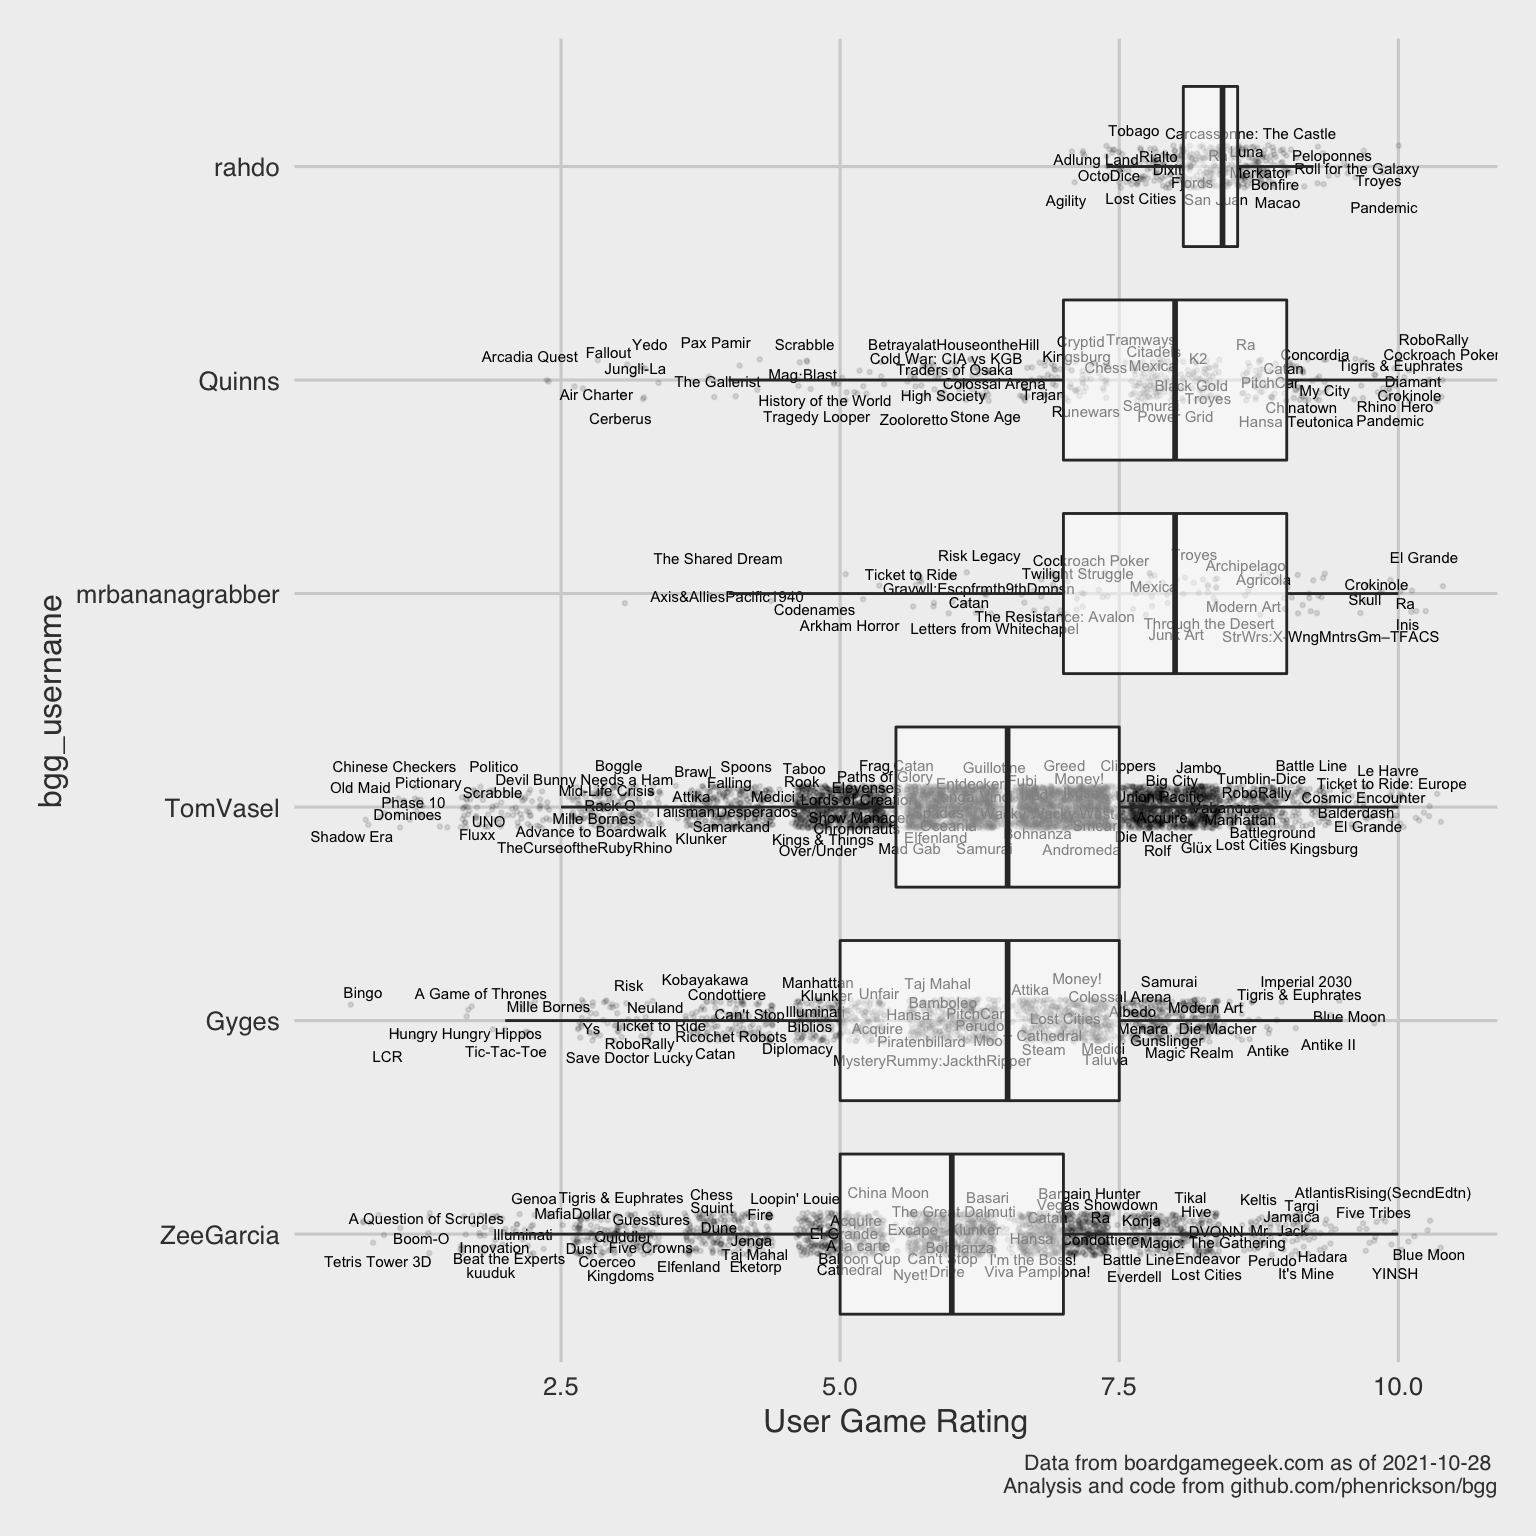 rahdo
Tobago
Carcassonne: The Castle
Adlung Land
Rialto
Luna
Peloponnes
OctoDice
Dixit
Merkator
Roll for the Galaxy
Fjords
Bonfire
Troyes
Agility
Lost Cities
San Juan
Macao
Pandemic
Quinns
Arcadia Quest
Fallout
Yedo
Pax Pamir
Scrabble
BetrayalatHouseontheHill
Cryptid
Tramways
Ra
RoboRally
Jungli-La
Cold War: CIA vs KGB
Kingsburg
Citadels
K2
Concordia
Cockroach Poker
The Gallerist
Mag·Blast
Traders of Osaka
Chess
Mexica
Catan
Tigris & Euphrates
Air Charter
History of the World
Colossal Arena
High Society
Trajan
Black Gold
Troyes
PitchCar
My City
Diamant
Crokinole
Cerberus
Tragedy Looper
Zooloretto
Stone Age
Runewars
Samurai
Power Grid
Chinatown
Hansa Teutonica
Rhino Hero
Pandemic
mrbananagrabber
The Shared Dream
Risk Legacy
Cockroach Poker
Troyes
El Grande
Ticket to Ride
Twilight Struggle
Archipelago
Agricola
Crokinole
Axis&AlliesPacific1940
Graywll:Escpfrmth9thDmnsn
Mexica
Skull
Ra
Codenames
Catan
The Resistance: Avalon
Modern Art
Arkham Horror
Letters from Whitechapel
Through the Desert
Junk Art
Inis
StrWrs:X-WngMntrsGm–TFACS
TomVasel
Chinese Checkers
Politico
Boggle
Brawl
Spoons
Taboo
Frag
Catan
Guillotine
Greed
Clippers
Jambo
Battle Line
Le Havre
Old Maid
Pictionary
Devil Bunny Needs a Ham
Falling
Rook
Paths of Glory
Entdecker
Fubi
Money!
Big City
Tumblin-Dice
Ticket to Ride: Europe
Phase 10
Scrabble
Mid-Life Crisis
Attika
Medici
Elevenses
Lords of Creation
Union Pacific
RoboRally
Cosmic Encounter
Dominoes
UNO
Rack-O
Mille Bornes
Talisman
Desperados
Show Manager
Acquire
Manhattan
Balderdash
Shadow Era
Fluxx
Advance to Boardwalk
Samarkand
Chrononauts
Oceania
Bohnanza
Die Macher
Battleground
El Grande
TheCurseoftheRubyRhino
Klunker
Kings & Things
Over/Under
Mad Gab
Elfenland
Samurai
Andromeda
Rolf
Glüx
Lost Cities
Kingsburg
Gyges
Bingo
A Game of Thrones
Risk
Kobayakawa
Manhattan
Taj Mahal
Money!
Samurai
Imperial 2030
Mille Bornes
Neuland
Condottiere
Klunker
Unfair
Bamboleo
Attika
Colossal Arena
Tigris & Euphrates
Hungry Hungry Hippos
Ys
Ticket to Ride
Can't Stop
Illuminati
Hansa
PitchCar
Lost Cities
Albedo
Modern Art
Blue Moon
LCR
Tic-Tac-Toe
RoboRally
Ricochet Robots
Biblios
Acquire
Perudo
Cathedral
Menara
Die Macher
Save Doctor Lucky
Catan
Diplomacy
Piratenbillard
Moo
Steam
Medici
Gunslinger
Magic Realm
Antike
Antike II
MysteryRummy:JackthRipper
Taluva
ZeeGarcia
Genoa
Tigris & Euphrates
Chess
Loopin' Louie
China Moon
Basari
Bargain Hunter
Tikal
Keltis
AtlantisRising(SecndEdtn)
A Question of Scruples
MafiaDollar
Guesstures
Squint
Fire
Acquire
The Great Dalmuti
Catan
Vegas Showdown
Ra
Hive
Targi
Jamaica
Five Tribes
Boom-O
Illuminati
Quiddler
Dune
El Grande
Excape
Klunker
Hansa
Konja
DVONN
Mr. Jack
Tetris Tower 3D
Innovation
Dust
Five Crowns
Jenga
A la carte
Bohnanza
Condottiere
Magic: The Gathering
Beat the Experts
Coerceo
Taj Mahal
Balloon Cup
Can't Stop
I'm the Boss!
Battle Line
Endeavor
Perudo
Hadara
Blue Moon
kuuduk
Kingdoms
Elfenland
Eketorp
Cathedral
Nyet!
Drive
Viva Pamplona!
Everdell
Lost Cities
It's Mine
YINSH
bgg_username
2.5
5.0
7.5
10.0
User Game Rating
Data from boardgamegeek.com as of 2021-10-28
Analysis and code from github.com/phenrickson/bgg